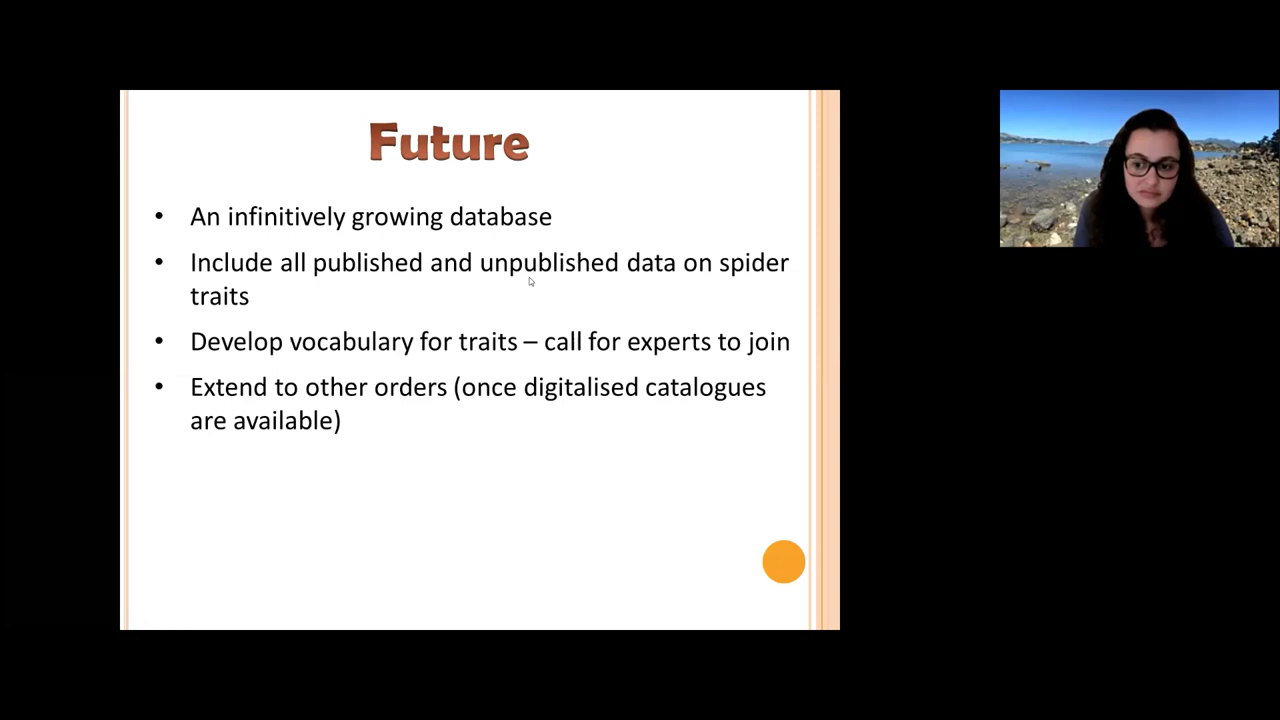 Future
• An infinitively growing database
• Include all published and unpublished data on spider
traits
• Develop vocabulary for traits – call for experts to join
• Extend to other orders (once digitalised catalogues
are available)